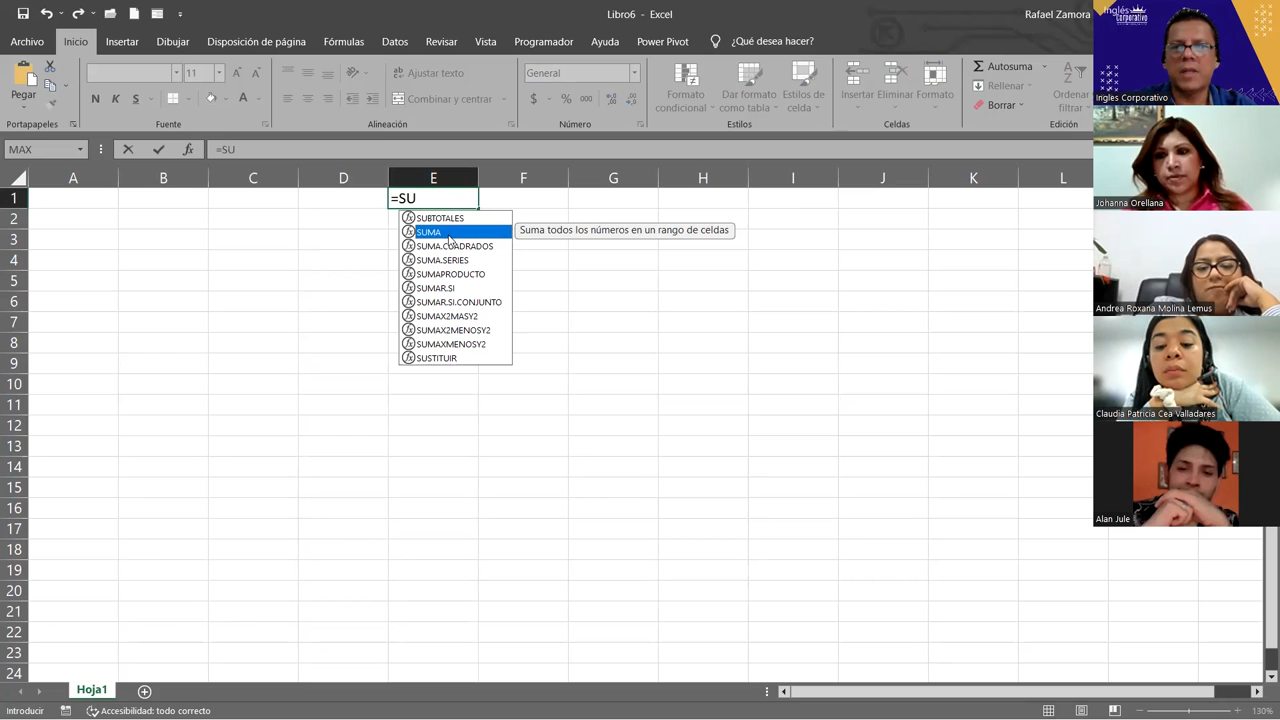 Libro6 - Excel
Rafael Zamora
Archivo Inicio Insertar Dibujar Disposición de página Fórmulas Datos Revisar Vista Programador Ayuda Power Pivot ¿Qué desea hacer?
Pegar
11
N K S
A
Ajustar texto
Combinar y centrar
General
$ % 000
Formato condicional
Dar formato como tabla
Estilos de celda
Insertar Eliminar Formato
Autosuma
Rellenar
Borrar
Ordenar filtrar
Portapapeles Fuente Alineación Número Estilos Celdas Edición
MAX
fx
=SU
A B C D E F G H I J K L
1
=SU
2
3
4
5
6
7
8
9
10
11
12
13
14
15
16
17
18
19
20
21
22
23
24
SUBTOTALES
SUMA
Suma todos los números en un rango de celdas
SUMA.CUADRADOS
SUMA.SERIES
SUMAPRODUCTO
SUMAR.SI
SUMAR.SI.CONJUNTO
SUMAX2MASY2
SUMAX2MENOSY2
SUMAXMENOSY2
SUSTITUIR
Hoja1
Introducir
Accesibilidad: todo correcto
130%
Inglés
Corporativo
Ingles Corporativo
Johanna Orellana
Andrea Roxana Molina Lemus
Claudia Patricia Cea Valladares
Alan Jule